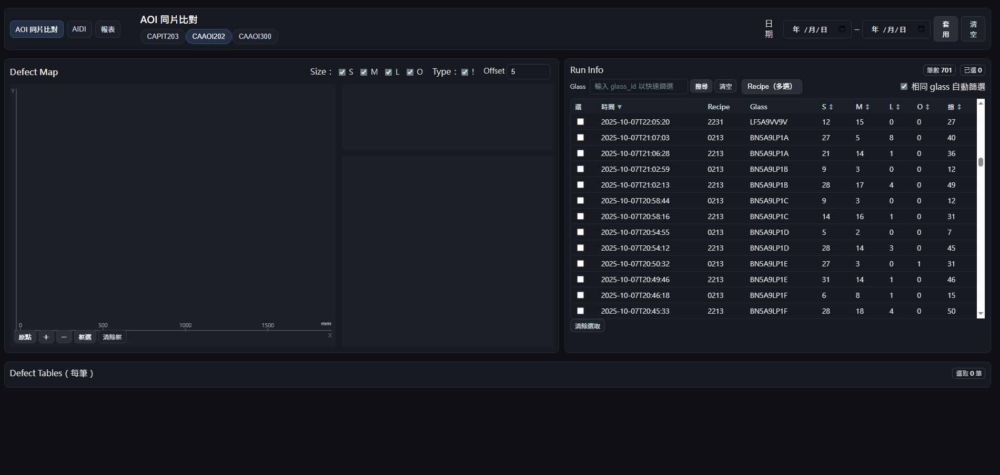 AOI 同片比對 AIDI 報表
AOI 同片比對
CAPIT203 CAAOI202 CAAOI300
日期 年 /月/日 – 年 /月/日 套用 清空
Defect Map
Size： S M L O Type： ! Offset 5
Y
0 500 1000 1500 mm
X
原點 + − 框選 清除框
Run Info
筆數 701 已選 0
Glass 輸入 glass_id 以快速篩選 搜尋 清空 Recipe（多選） 相同 glass 自動篩選
選 時間 ▼ Recipe Glass S ↕ M ↕ L ↕ O ↕ 總 ↕
2025-10-07T22:05:20 2231 LF5A9VV9V 12 15 0 0 27
2025-10-07T21:07:03 0213 BN5A9LP1A 27 5 8 0 40
2025-10-07T21:06:28 2213 BN5A9LP1A 21 14 1 0 36
2025-10-07T21:02:59 0213 BN5A9LP1B 9 3 0 0 12
2025-10-07T21:02:13 2213 BN5A9LP1B 28 17 4 0 49
2025-10-07T20:58:44 0213 BN5A9LP1C 9 3 0 0 12
2025-10-07T20:58:16 2213 BN5A9LP1C 14 16 1 0 31
2025-10-07T20:54:55 0213 BN5A9LP1D 5 2 0 0 7
2025-10-07T20:54:12 2213 BN5A9LP1D 28 14 3 0 45
2025-10-07T20:50:32 0213 BN5A9LP1E 27 3 0 1 31
2025-10-07T20:49:46 2213 BN5A9LP1E 31 14 1 0 46
2025-10-07T20:46:18 0213 BN5A9LP1F 6 8 1 0 15
2025-10-07T20:45:33 2213 BN5A9LP1F 28 18 4 0 50
清除選取
Defect Tables ( 每筆 )
選取 0 筆